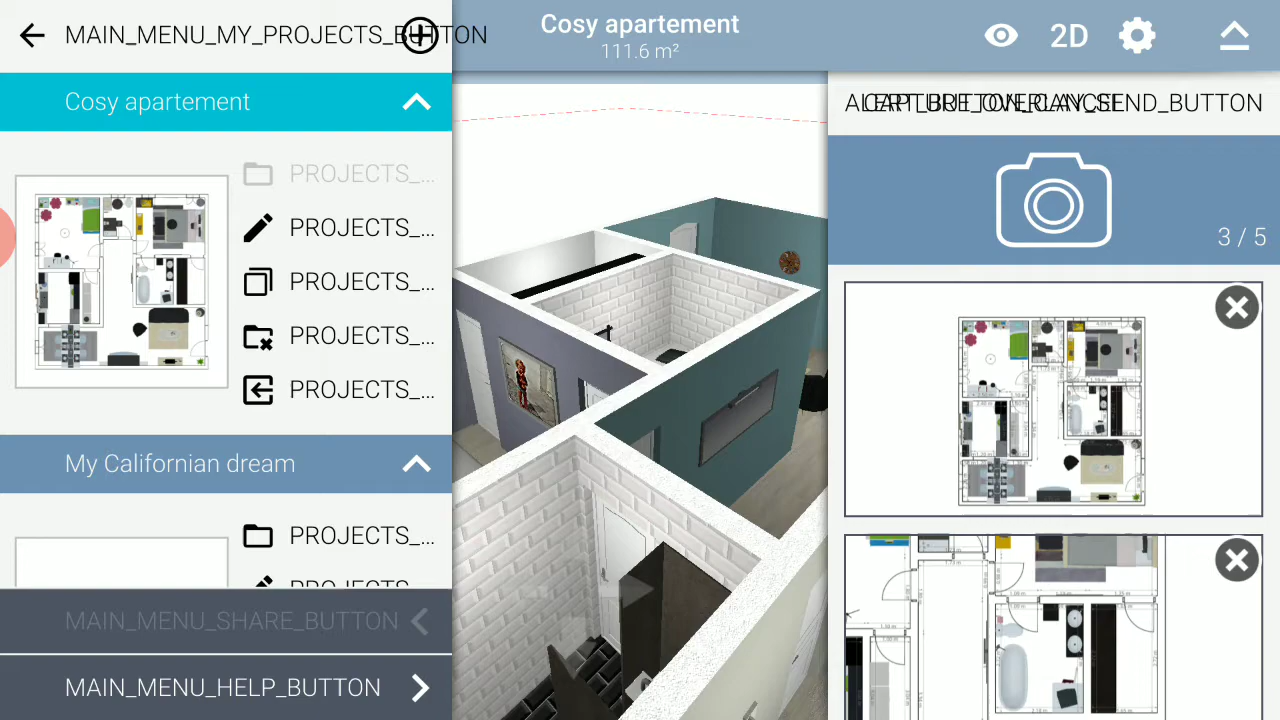 MAIN_MENU_MY_PROJECTS_BUTTON
Cosy apartement
PROJECTS_...
PROJECTS_...
PROJECTS_...
PROJECTS_...
PROJECTS_...
My Californian dream
PROJECTS_...
PROJECTS_...
MAIN_MENU_SHARE_BUTTON
MAIN_MENU_HELP_BUTTON
Cosy apartement
111.6 m²
2D
3 / 5